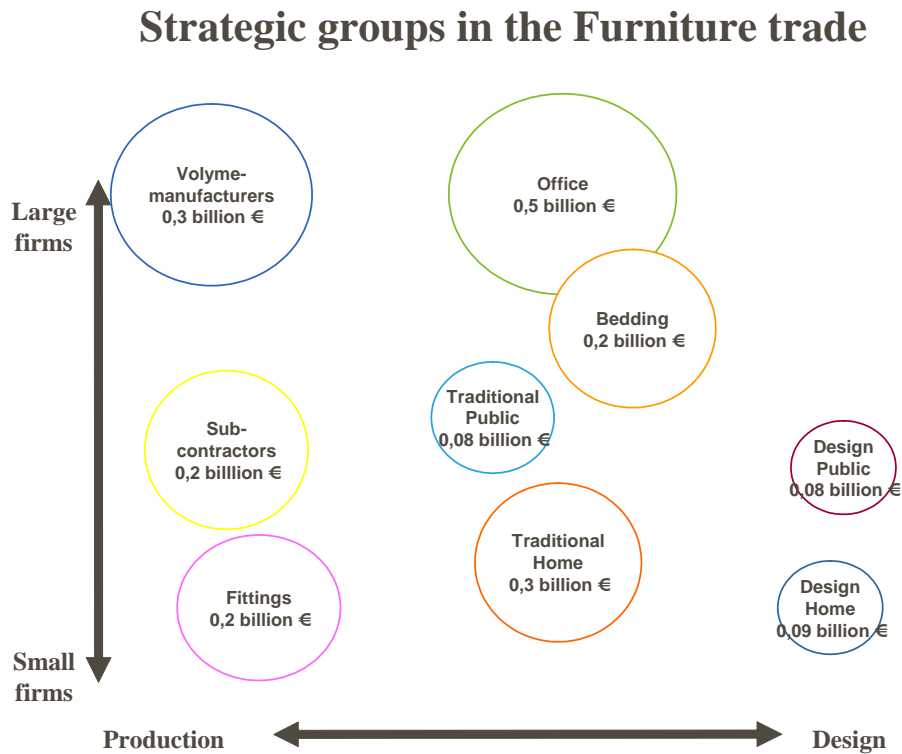 Strategic groups in the Furniture trade
Volyme-
manufacturers
0,3 billion €
Office
0,5 billion €
Large
firms
Bedding
0,2 billion €
Traditional
Public
0,08 billion €
Sub-
contractors
0,2 billlion €
Design
Public
0,08 billion €
Traditional
Home
0,3 billion €
Fittings
0,2 billion €
Design
Home
0,09 billion €
Small
firms
Production
Design